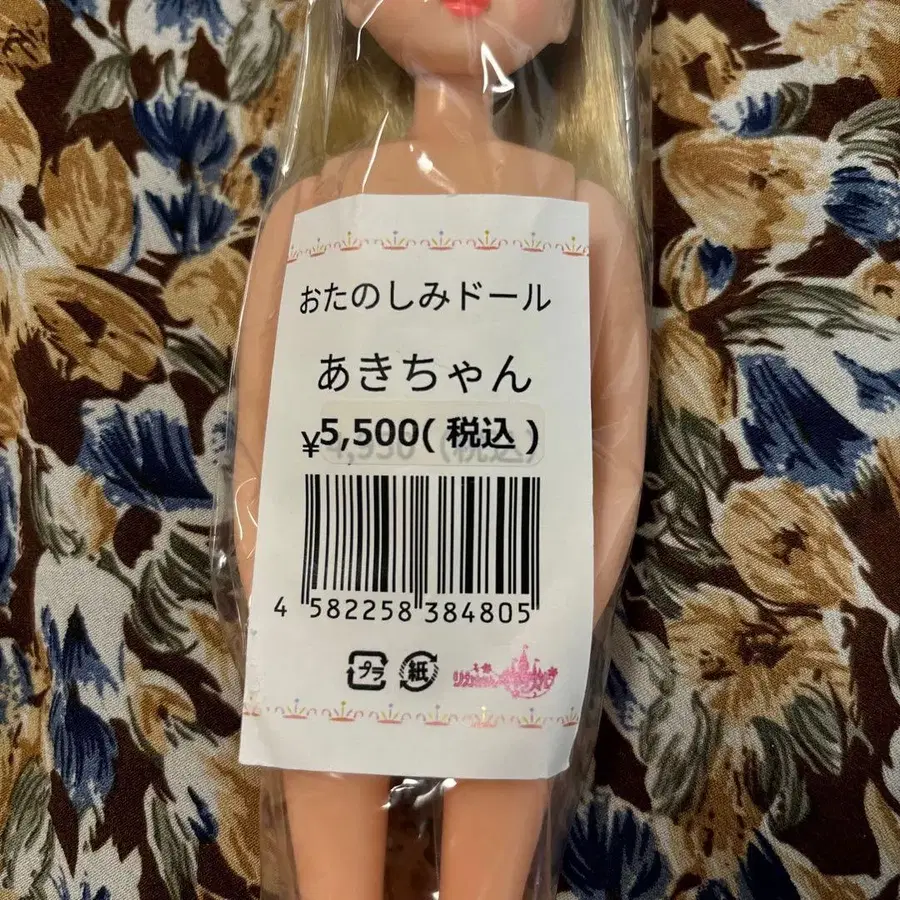 おたのしみドール
あきちゃん
¥5,500(税込)
4 582258 384805
プラ 紙